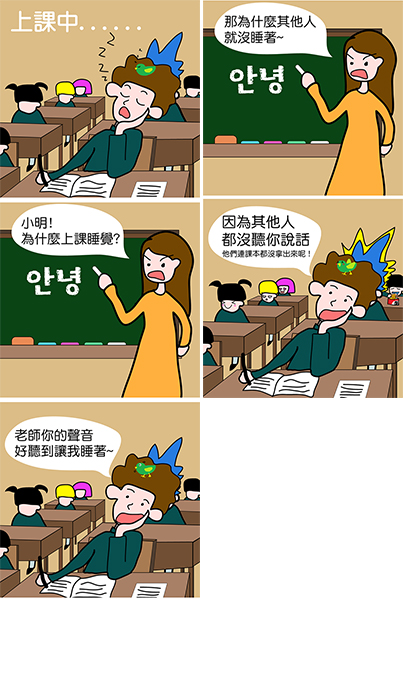 上課中......
z z z z z
小明!
為什麼上課睡覺?
안녕
老師你的聲音
好聽到讓我睡著~
那為什麼其他人
就沒睡著~
안녕
因為其他人
都沒聽你說話
他們連課本都沒拿出來呢!